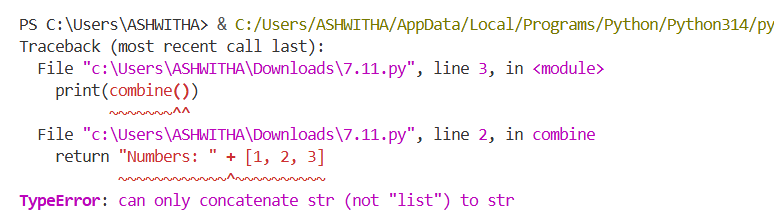 PS C:\Users\ASHWITHA> & C:/Users/ASHWITHA/AppData/Local/Programs/Python/Python314/py
Traceback (most recent call last):
  File "c:\Users\ASHWITHA\Downloads\7.11.py", line 3, in <module>
    print(combine())
          ~~~~~~~^^
  File "c:\Users\ASHWITHA\Downloads\7.11.py", line 2, in combine
    return "Numbers: " + [1, 2, 3]
           ~~~~~~~~~~~~^~~~~~~~~~~
TypeError: can only concatenate str (not "list") to str